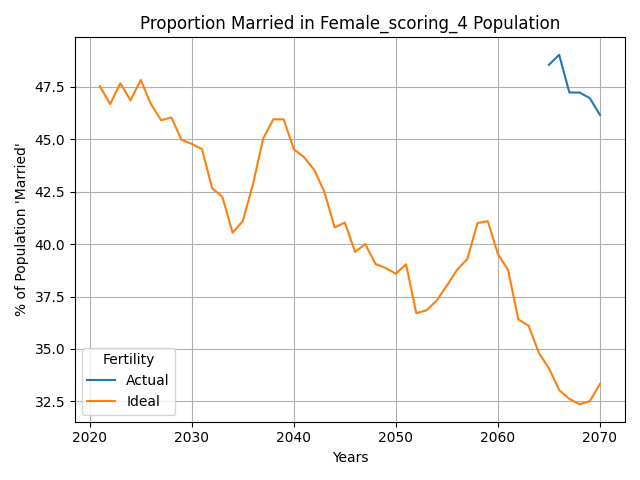 Proportion Married in Female_scoring_4 Population
% of Population 'Married'
47.5
45.0
42.5
40.0
37.5
35.0
32.5
Fertility
Actual
Ideal
2020 2030 2040 2050 2060 2070
Years